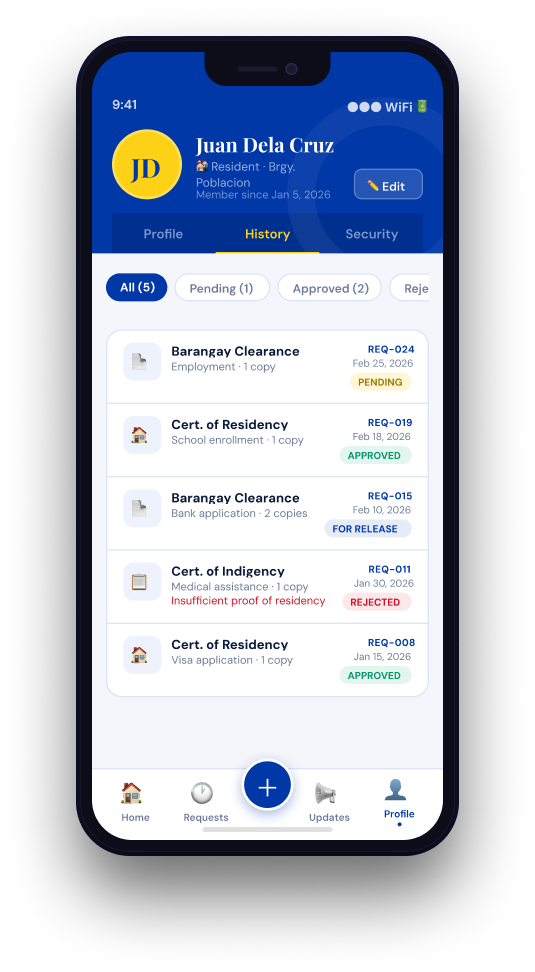 9:41
WiFi
JD
Juan Dela Cruz
Resident · Brgy.
Poblacion
Member since Jan 5, 2026
Edit
Profile
History
Security
All (5)
Pending (1)
Approved (2)
Reje
Barangay Clearance
Employment · 1 copy
REQ-024
Feb 25, 2026
PENDING
Cert. of Residency
School enrollment · 1 copy
REQ-019
Feb 18, 2026
APPROVED
Barangay Clearance
Bank application · 2 copies
REQ-015
Feb 10, 2026
FOR RELEASE
Cert. of Indigency
Medical assistance · 1 copy
Insufficient proof of residency
REQ-011
Jan 30, 2026
REJECTED
Cert. of Residency
Visa application · 1 copy
REQ-008
Jan 15, 2026
APPROVED
+
Home
Requests
Updates
Profile